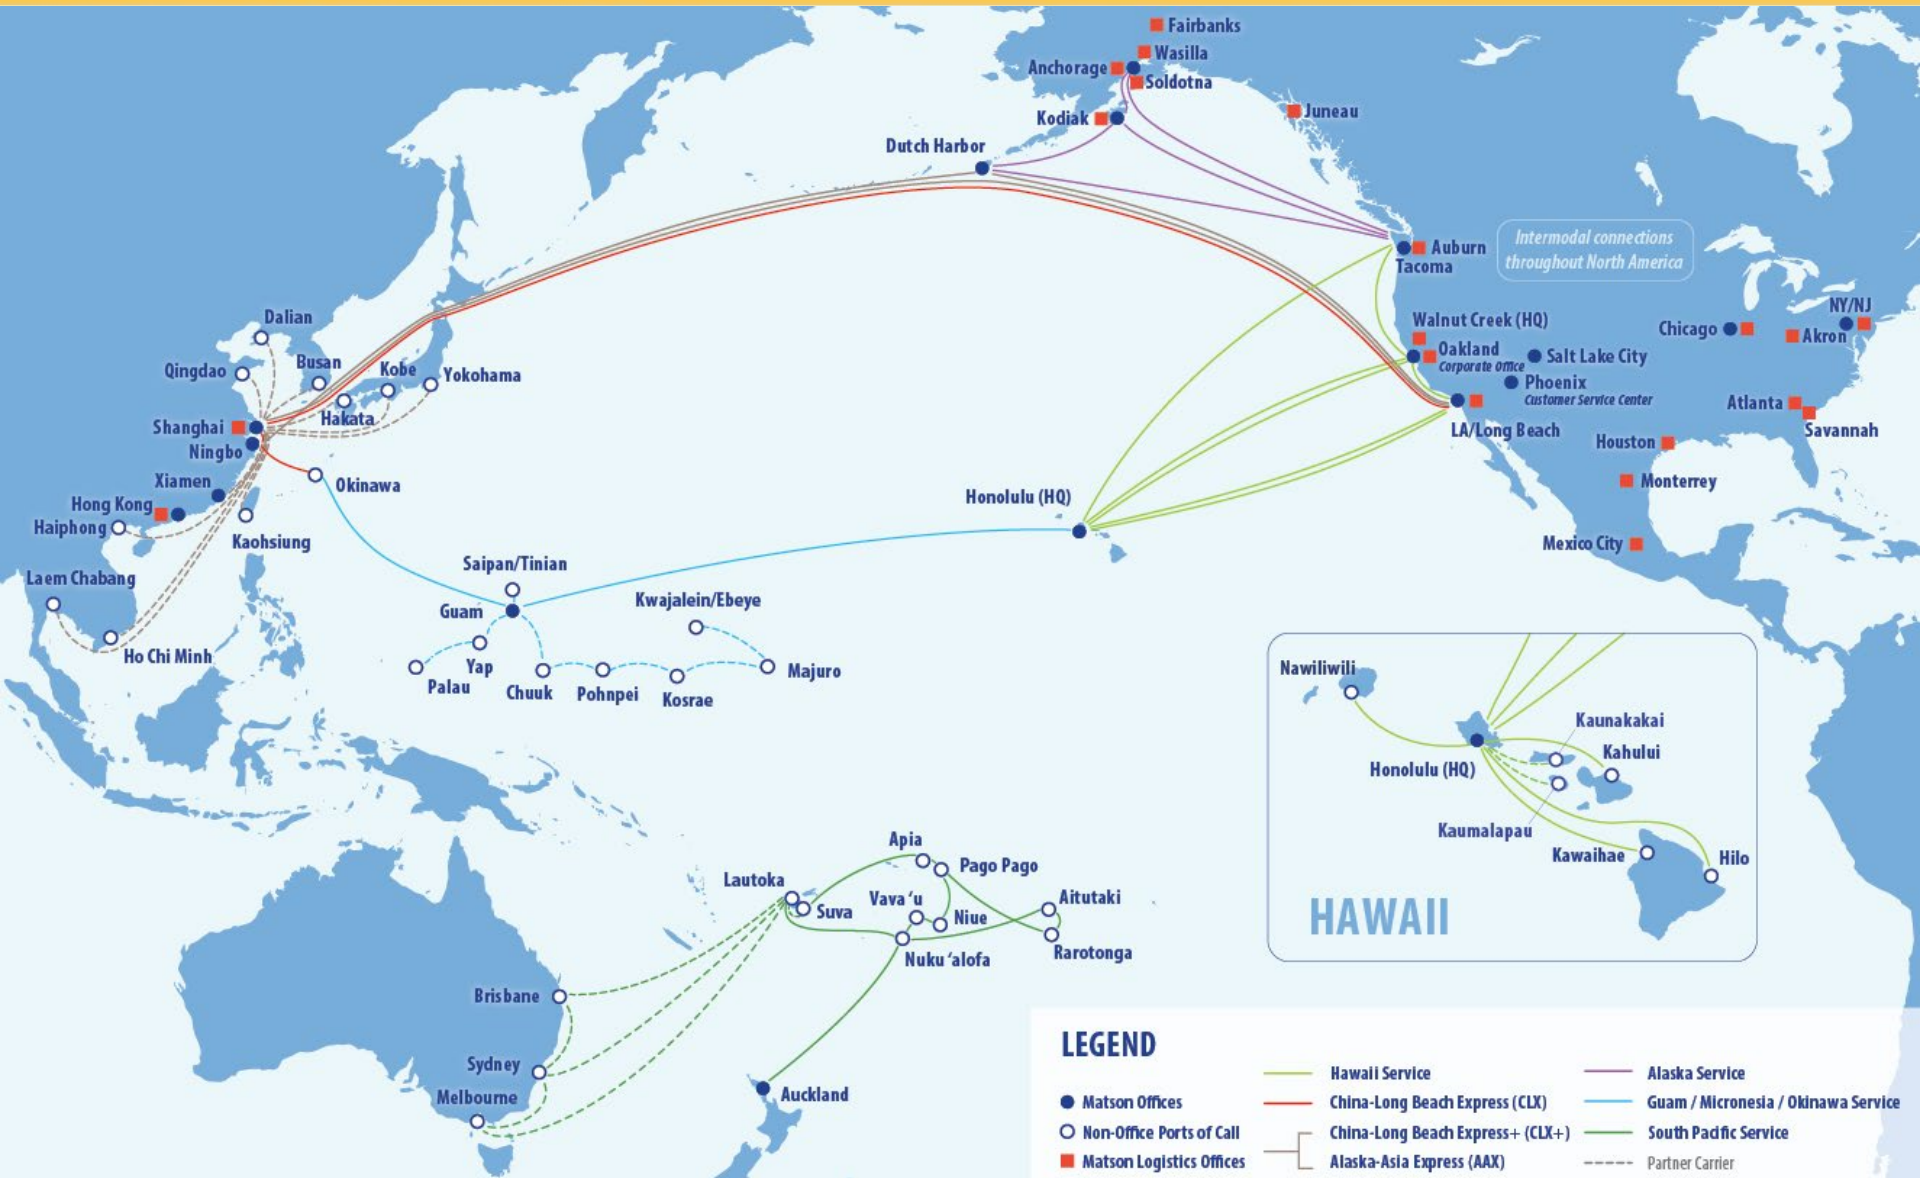 Fairbanks
Wasilla
Anchorage
Soldotna
Kodiak
Juneau
Dutch Harbor
Auburn
Tacoma
Intermodal connections
throughout North America
Walnut Creek (HQ)
Oakland
Corporate Office
Salt Lake City
Phoenix
Customer Service Center
LA/Long Beach
Chicago
NY/NJ
Akron
Atlanta
Savannah
Houston
Monterrey
Mexico City
Dalian
Qingdao
Busan
Kobe
Yokohama
Hakata
Shanghai
Ningbo
Okinawa
Xiamen
Hong Kong
Haiphong
Kaohsiung
Laem Chabang
Ho Chi Minh
Honolulu (HQ)
Saipan/Tinian
Guam
Kwajalein/Ebeye
Yap
Palau
Chuuk
Pohnpei
Kosrae
Majuro
Nawiliwili
Kaunakakai
Kahului
Honolulu (HQ)
Kaumalapau
Kawaihae
Hilo
HAWAII
Apia
Pago Pago
Lautoka
Suva
Vava ‘u
Niue
Aitutaki
Nuku ‘alofa
Rarotonga
Brisbane
Sydney
Melbourne
Auckland
LEGEND
Matson Offices
Non-Office Ports of Call
Matson Logistics Offices
Hawaii Service
China-Long Beach Express (CLX)
China-Long Beach Express+ (CLX+)
Alaska-Asia Express (AAX)
Alaska Service
Guam / Micronesia / Okinawa Service
South Pacific Service
Partner Carrier